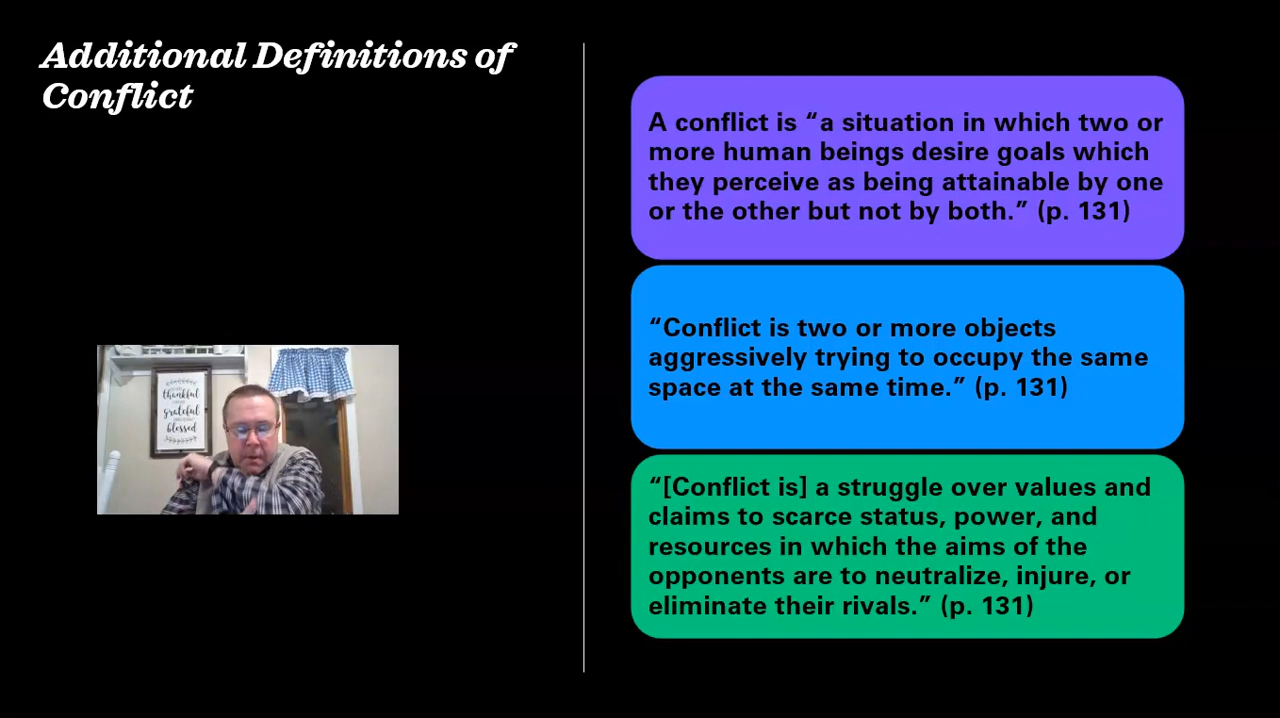 Additional Definitions of
Conflict
A conflict is “a situation in which two or
more human beings desire goals which
they perceive as being attainable by one
or the other but not by both.” (p. 131)
“Conflict is two or more objects
aggressively trying to occupy the same
space at the same time.” (p. 131)
“[Conflict is] a struggle over values and
claims to scarce status, power, and
resources in which the aims of the
opponents are to neutralize, injure, or
eliminate their rivals.” (p. 131)
thankful
grateful
blessed